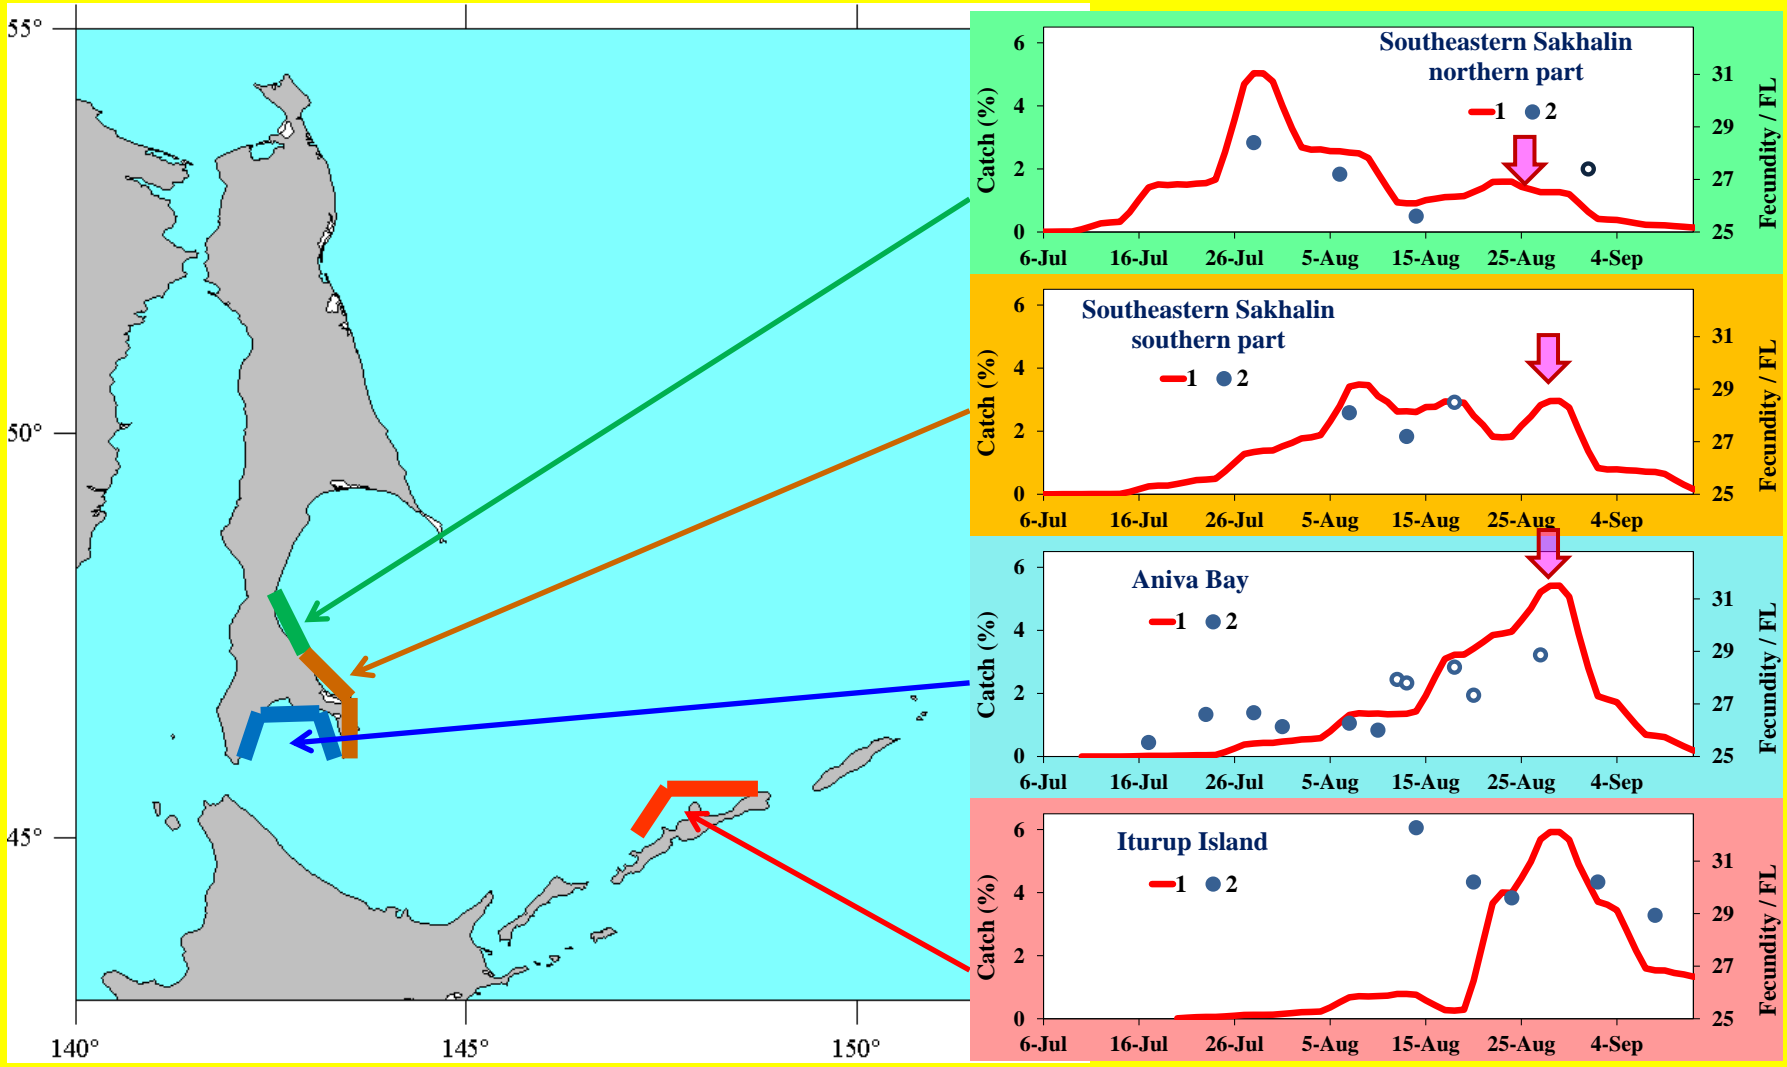 55°
50°
45°
140°
145°
150°
Southeastern Sakhalin
northern part
1 2
Catch (%)
6
4
2
0
Fecundity / FL
31
29
27
25
6-Jul 16-Jul 26-Jul 5-Aug 15-Aug 25-Aug 4-Sep
Southeastern Sakhalin
southern part
1 2
Catch (%)
6
4
2
0
Fecundity / FL
31
29
27
25
6-Jul 16-Jul 26-Jul 5-Aug 15-Aug 25-Aug 4-Sep
Aniva Bay
1 2
Catch (%)
6
4
2
0
Fecundity / FL
31
29
27
25
6-Jul 16-Jul 26-Jul 5-Aug 15-Aug 25-Aug 4-Sep
Iturup Island
1 2
Catch (%)
6
4
2
0
Fecundity / FL
31
29
27
25
6-Jul 16-Jul 26-Jul 5-Aug 15-Aug 25-Aug 4-Sep